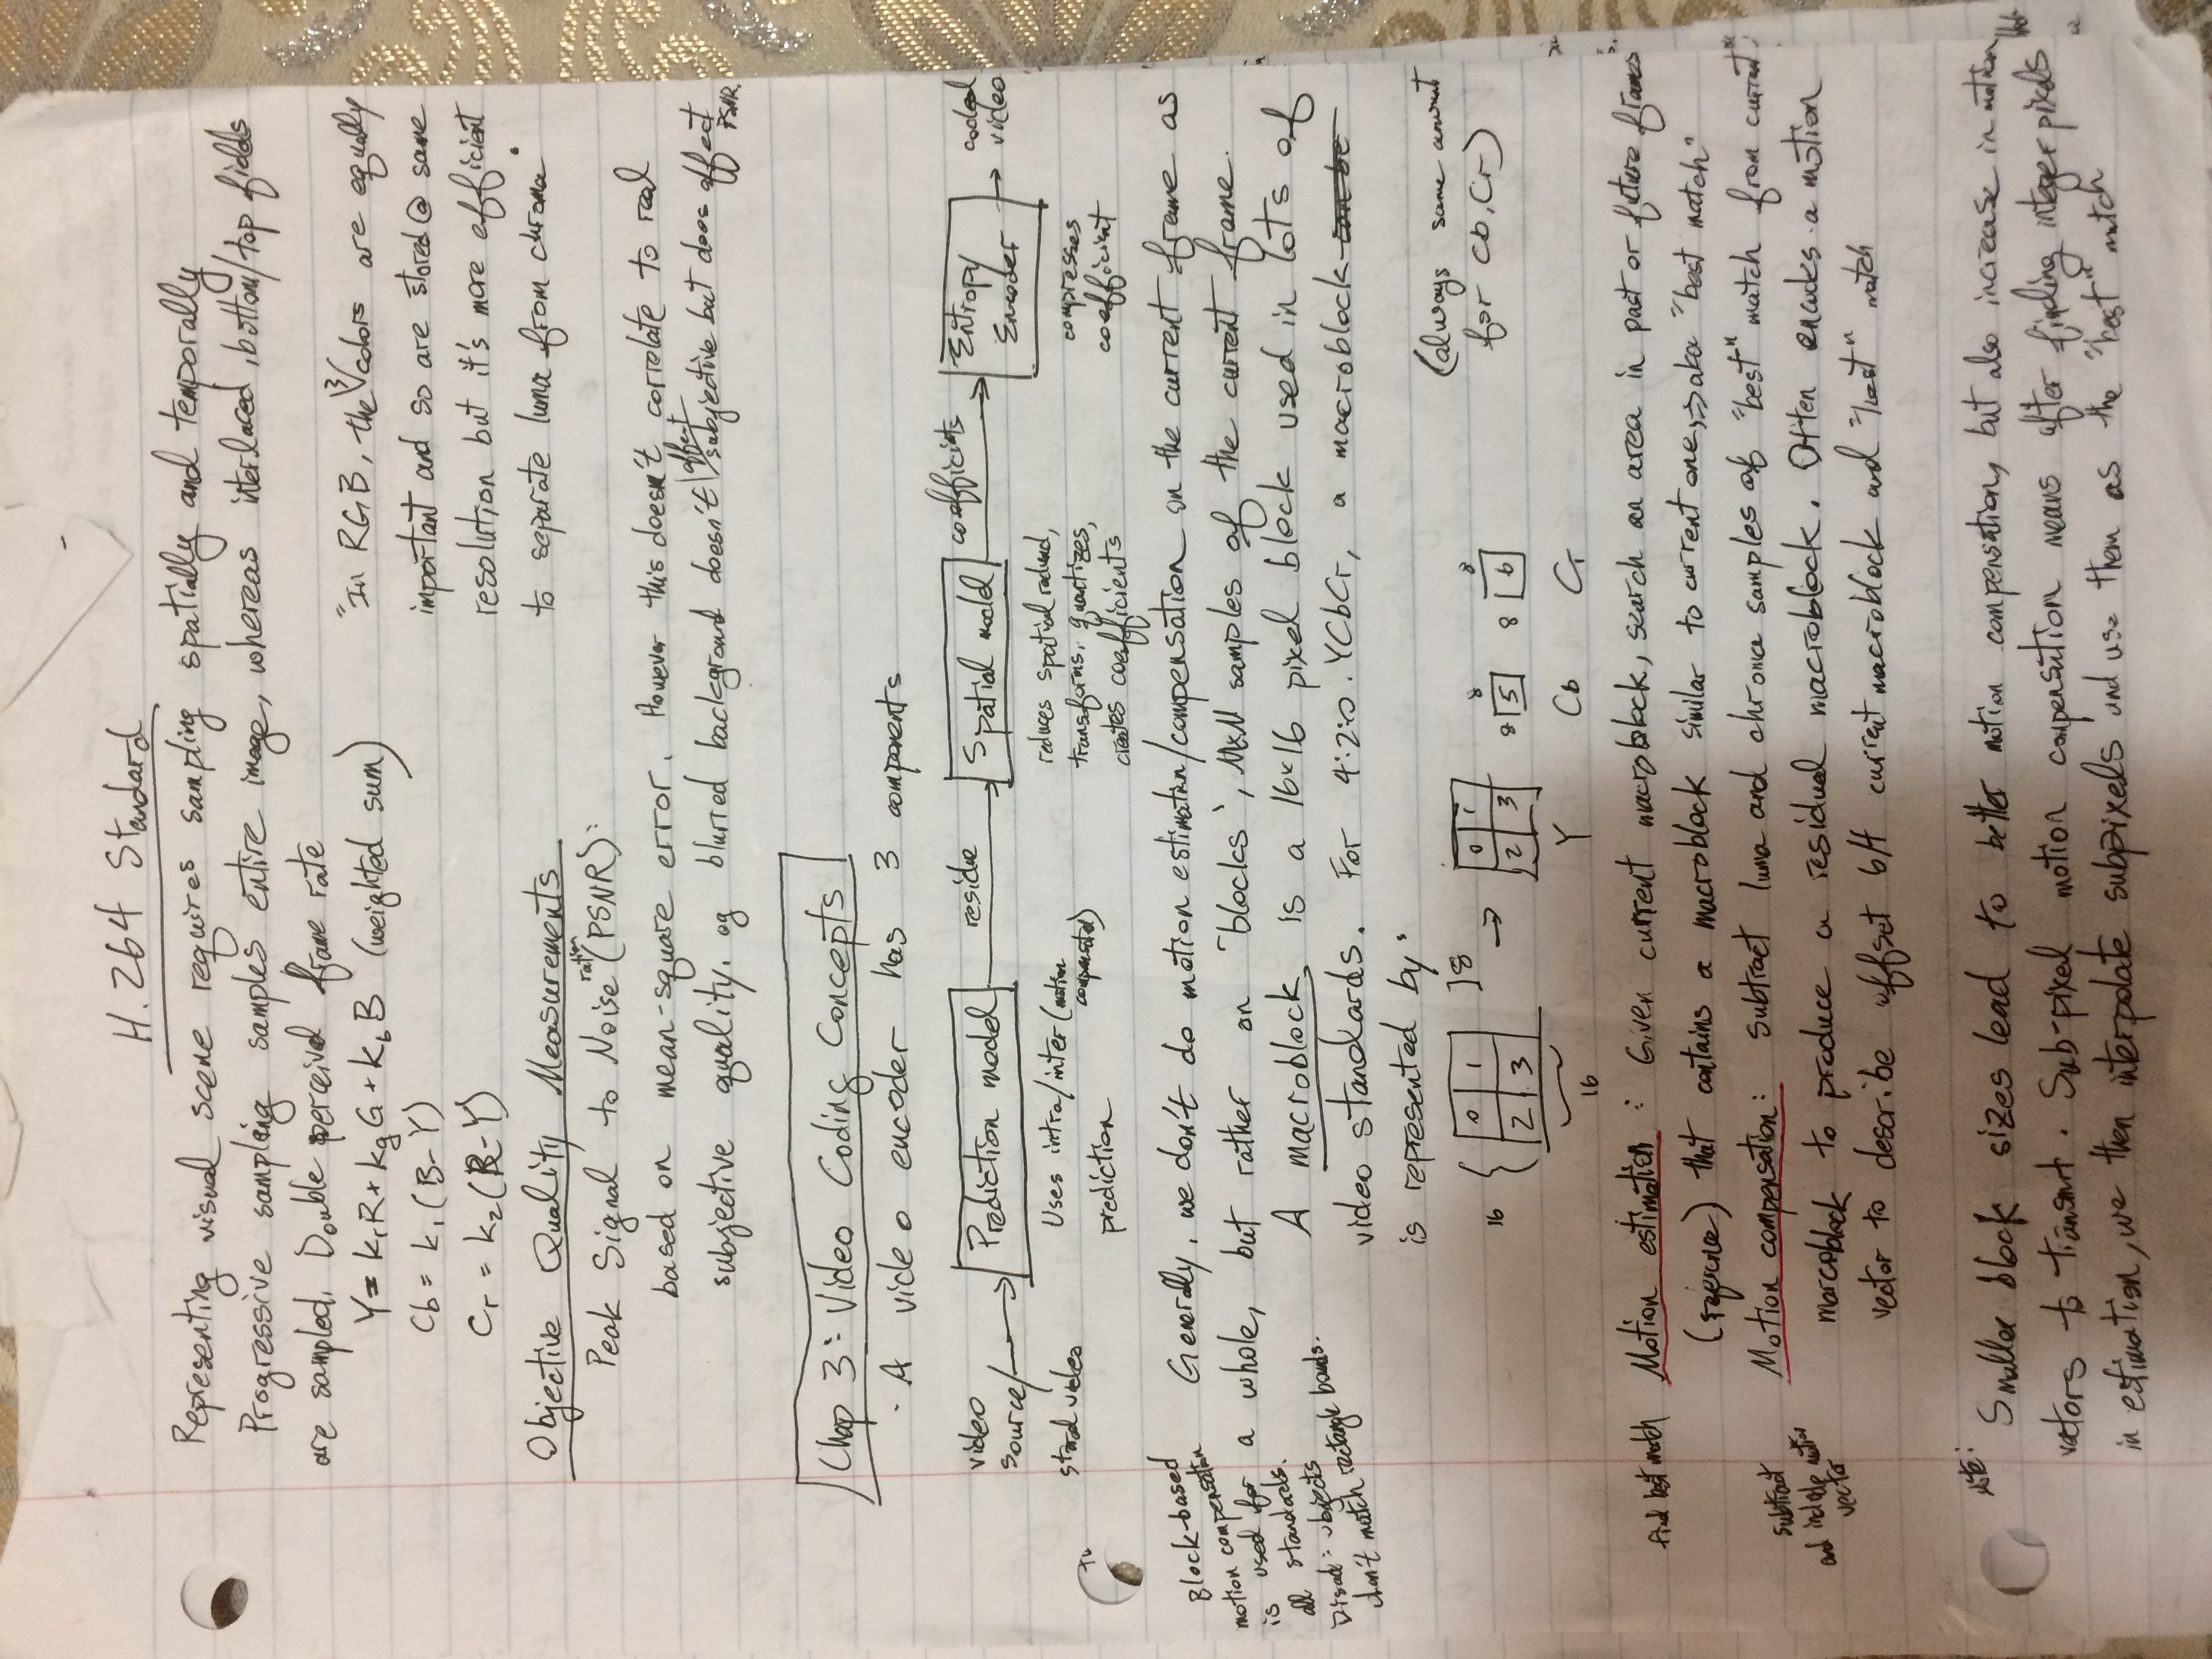 H.264 Standard
Representing visual scene requires sampling spatially and temporally
Progressive sampling samples entire image, whereas interlaced, bottom/top fields
are sampled. Double perceived frame rate
Y = krR + kgG + kbB (weighted sum)
Cb = k1(B-Y)
Cr = k2(R-Y)
"In RGB, the 3 colors are equally
important and so are stored @ same
resolution but it's more efficient
to separate luma from chroma"
Objective Quality Measurements
Peak Signal to Noise ration (PSNR):
based on mean-square error. However this doesn't correlate to real
subjective quality. eg blurred background doesn't affect subjective but does affect PSNR.
Chap 3: Video Coding Concepts
· A video encoder has 3 components
video
source/
stored video
Prediction model
Uses intra/inter (motion
compensated)
prediction
residue
Spatial model
reduces spatial redund,
transforms, quantizes,
creates coefficients
coefficients
Entropy
Encoder
compresses
coefficient
coded
video
Block-based
motion compensation
is used for
all standards.
Disad: objects
don't match rectangle bounds.
Generally, we don't do motion estimation/compensation on the current frame as
a whole, but rather on 'blocks', MxN samples of the current frame.
A macroblock is a 16x16 pixel block used in lots of
video standards. For 4:2:0 YCbCr, a macroblock can be
is represented by:
16 { 0 1 ]8 → 0 1 8 8
2 3 2 3 8 5 8 6
16 Y Cb Cr
(always same amount
for Cb, Cr)
find best match
Motion estimation: Given current macroblock, search an area in past or future frames
(reference) that contains a macroblock similar to current one, => aka "best match"
subtract
and include motion
vector
Motion compensation: subtract luma and chroma samples of "best" match from current
marcoblock to produce a residual macroblock. Often encodes a motion
vector to describe offset b/t current macroblock and "best" match
Note:
Smaller block sizes lead to better motion compensation, but also increase in motion
vectors to transmit. Sub-pixel motion compensation means after finding integer pixels
in estimation, we then interpolate subpixels and use them as the "best" match